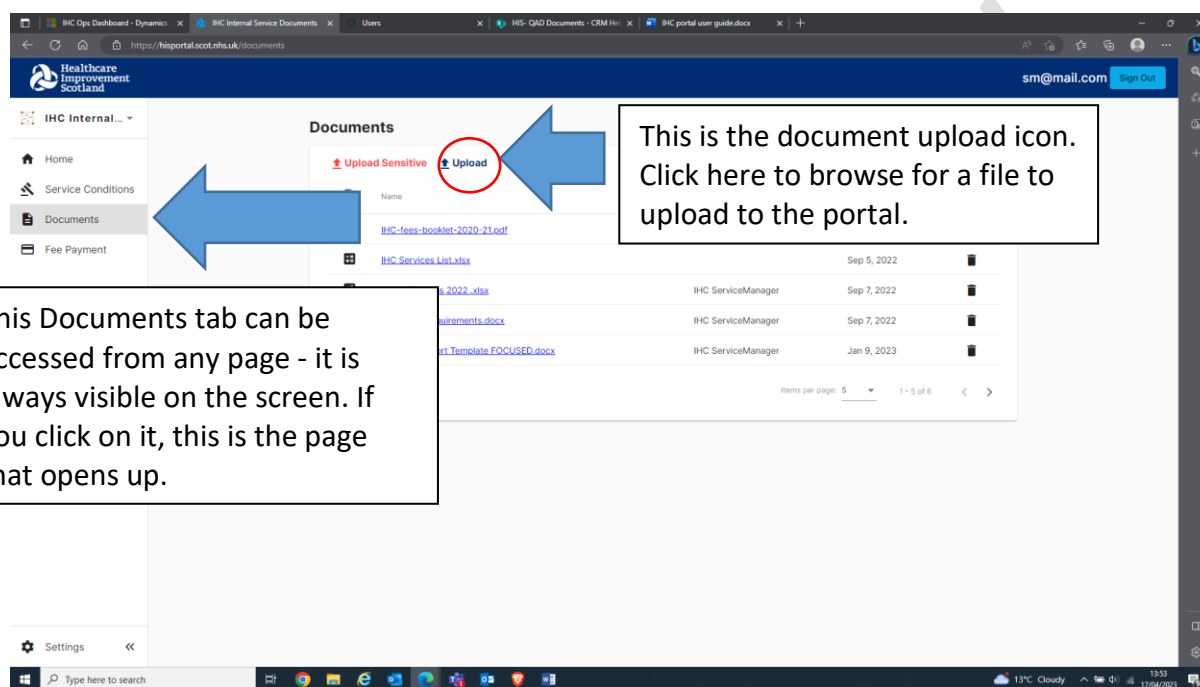 IHC Ops Dashboard - Dynamics
IHC Internal Service Documents
Users
HIS- QAD Documents - CRM Hel
IHC portal user guide.docx
https://hisportal.scot.nhs.uk/documents
Healthcare
Improvement
Scotland
sm@mail.com Sign Out
IHC Internal...
Home
Service Conditions
Documents
Fee Payment
Documents
Upload Sensitive Upload
This is the document upload icon.
Click here to browse for a file to
upload to the portal.
Name
IHC-fees-booklet-2020-21.pdf
IHC Services List.xlsx Sep 5, 2022
2022 .xlsx IHC ServiceManager Sep 7, 2022
uirements.docx IHC ServiceManager Sep 7, 2022
rt Template FOCUSED.docx IHC ServiceManager Jan 9, 2023
Items per page: 5 1 – 5 of 6
his Documents tab can be
ccessed from any page - it is
ways visible on the screen. If
ou click on it, this is the page
hat opens up.
Settings
Type here to search
13°C Cloudy
13:53
17/04/2023